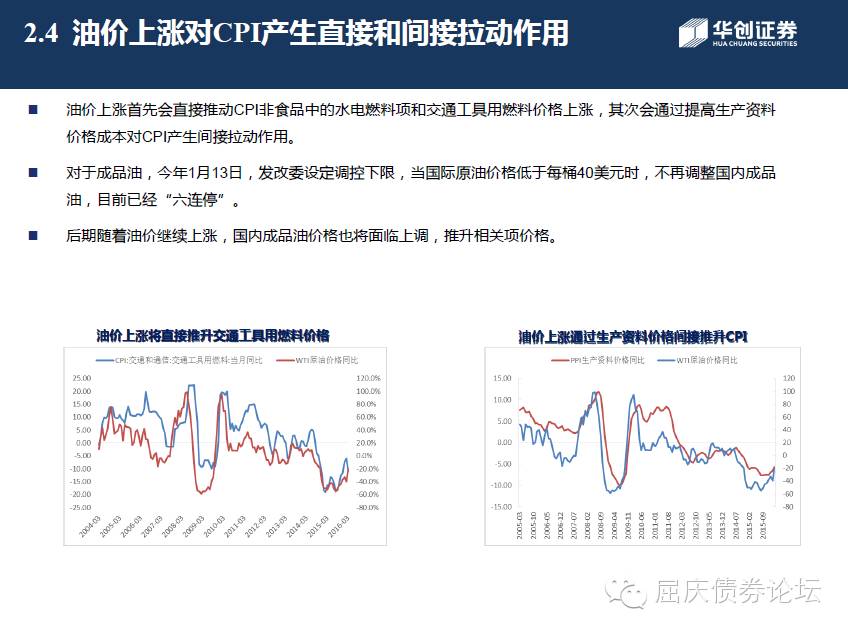 2.4 油价上涨对CPI产生直接和间接拉动作用
华创证券
HUA CHUANG SECURITIES
■ 油价上涨首先会直接推动CPI非食品中的水电燃料项和交通工具用燃料价格上涨，其次会通过提高生产资料
价格成本对CPI产生间接拉动作用。
■ 对于成品油，今年1月13日，发改委设定调控下限，当国际原油价格低于每桶40美元时，不再调整国内成品
油，目前已经“六连停”。
■ 后期随着油价继续上涨，国内成品油价格也将面临上调，推升相关项价格。
油价上涨将直接推升交通工具用燃料价格
CPI:交通和通信:交通工具用燃料:当月同比 WTI原油价格同比
25.00 120.0%
20.00 100.0%
15.00 80.0%
10.00 60.0%
5.00 40.0%
0.00 20.0%
-5.00 0.0%
-10.00 -20.0%
-15.00 -40.0%
-20.00 -60.0%
-25.00 -80.0%
2004-03 2005-03 2006-03 2007-03 2008-03 2009-03 2010-03 2011-03 2012-03 2013-03 2014-03 2015-03 2016-03
油价上涨通过生产资料价格间接推升CPI
PPI生产资料价格同比 WTI原油价格同比
15.00 120
10.00 100
5.00 80
0.00 60
-5.00 40
-10.00 20
-15.00 0
-20
-40
-60
-80
2005-03 2005-10 2006-05 2006-12 2007-07 2008-02 2008-09 2009-04 2009-11 2010-06 2011-01 2011-08 2012-03 2012-10 2013-05 2013-12 2014-07 2015-02 2015-09
屈庆债券论坛